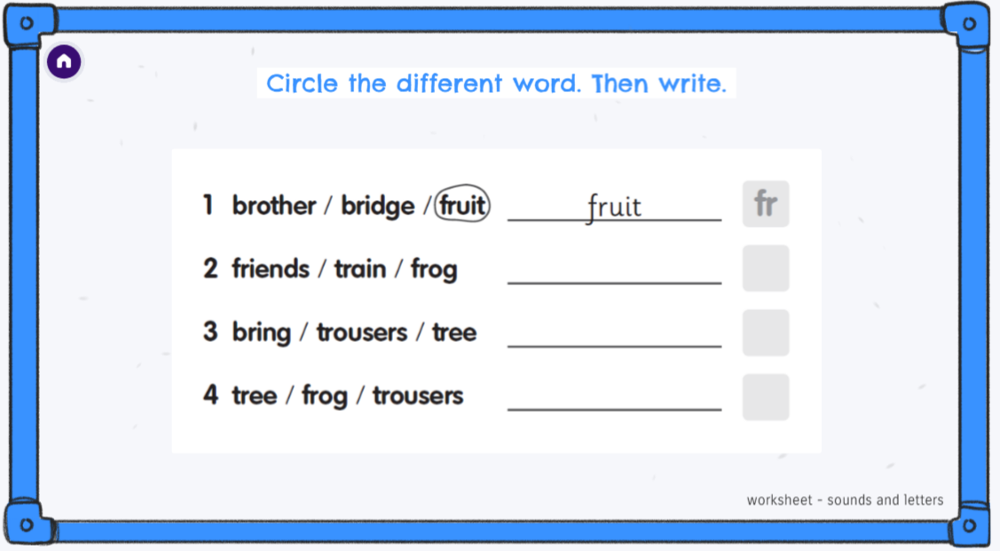 Circle the different word. Then write.
1 brother / bridge / fruit fruit fr
2 friends / train / frog
3 bring / trousers / tree
4 tree / frog / trousers
worksheet - sounds and letters